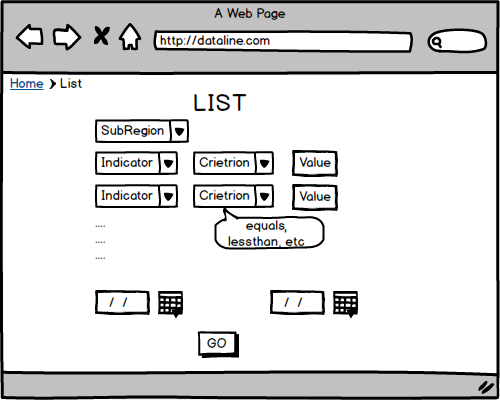 A Web Page
http://dataline.com
Home > List
LIST
SubRegion
Indicator Crietrion Value
Indicator Crietrion Value
equals,
lessthan, etc
....
....
....
/ / / /
GO